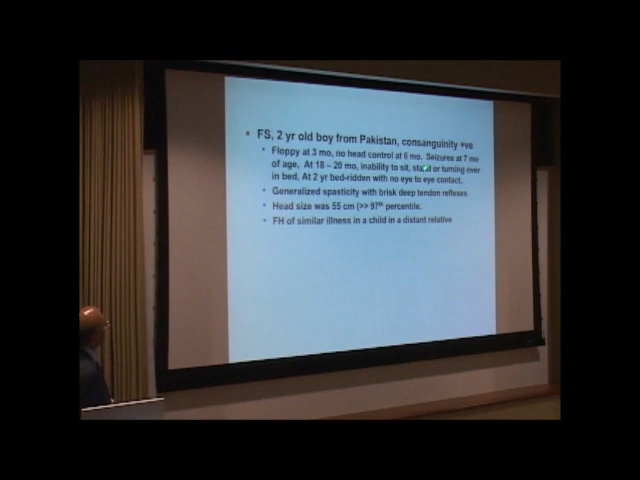 FS, 2 yr old boy from Pakistan, consanguinity +ve
Floppy at 3 mo, no head control at 6 mo. Seizures at 7 mo
of age, At 18 – 20 mo, inability to sit, stand or turning over
in bed, At 2 yr bed-ridden with no eye to eye contact.
Generalized spasticity with brisk deep tendon reflexes
Head size was 55 cm (>> 97th percentile.
FH of similar illness in a child in a distant relative